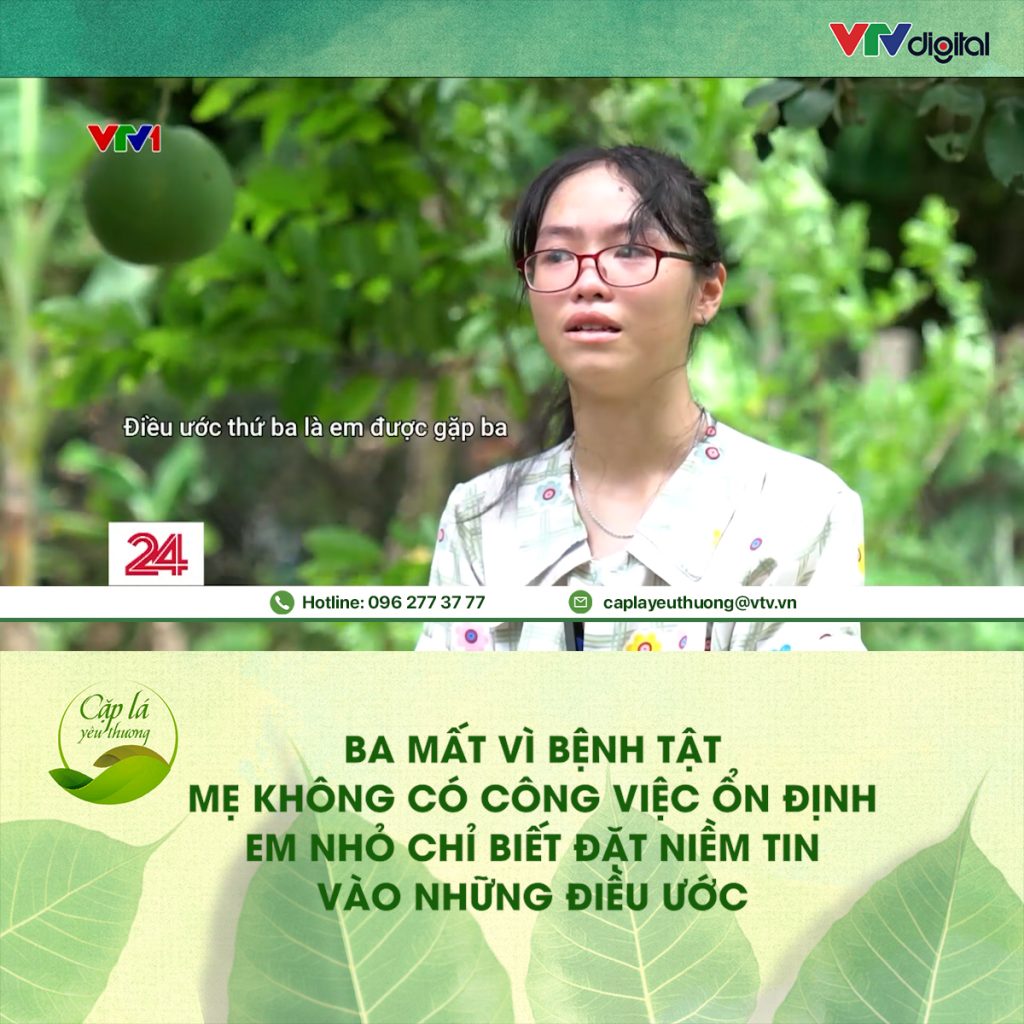 VTV digital
VTV1
Điều ước thứ ba là em được gặp ba
24
Hotline: 096 277 37 77
caplayeuthuong@vtv.vn
Cặp lá
yêu thương
BA MẤT VÌ BỆNH TẬT
MẸ KHÔNG CÓ CÔNG VIỆC ỔN ĐỊNH
EM NHỎ CHỈ BIẾT ĐẶT NIỀM TIN
VÀO NHỮNG ĐIỀU ƯỚC